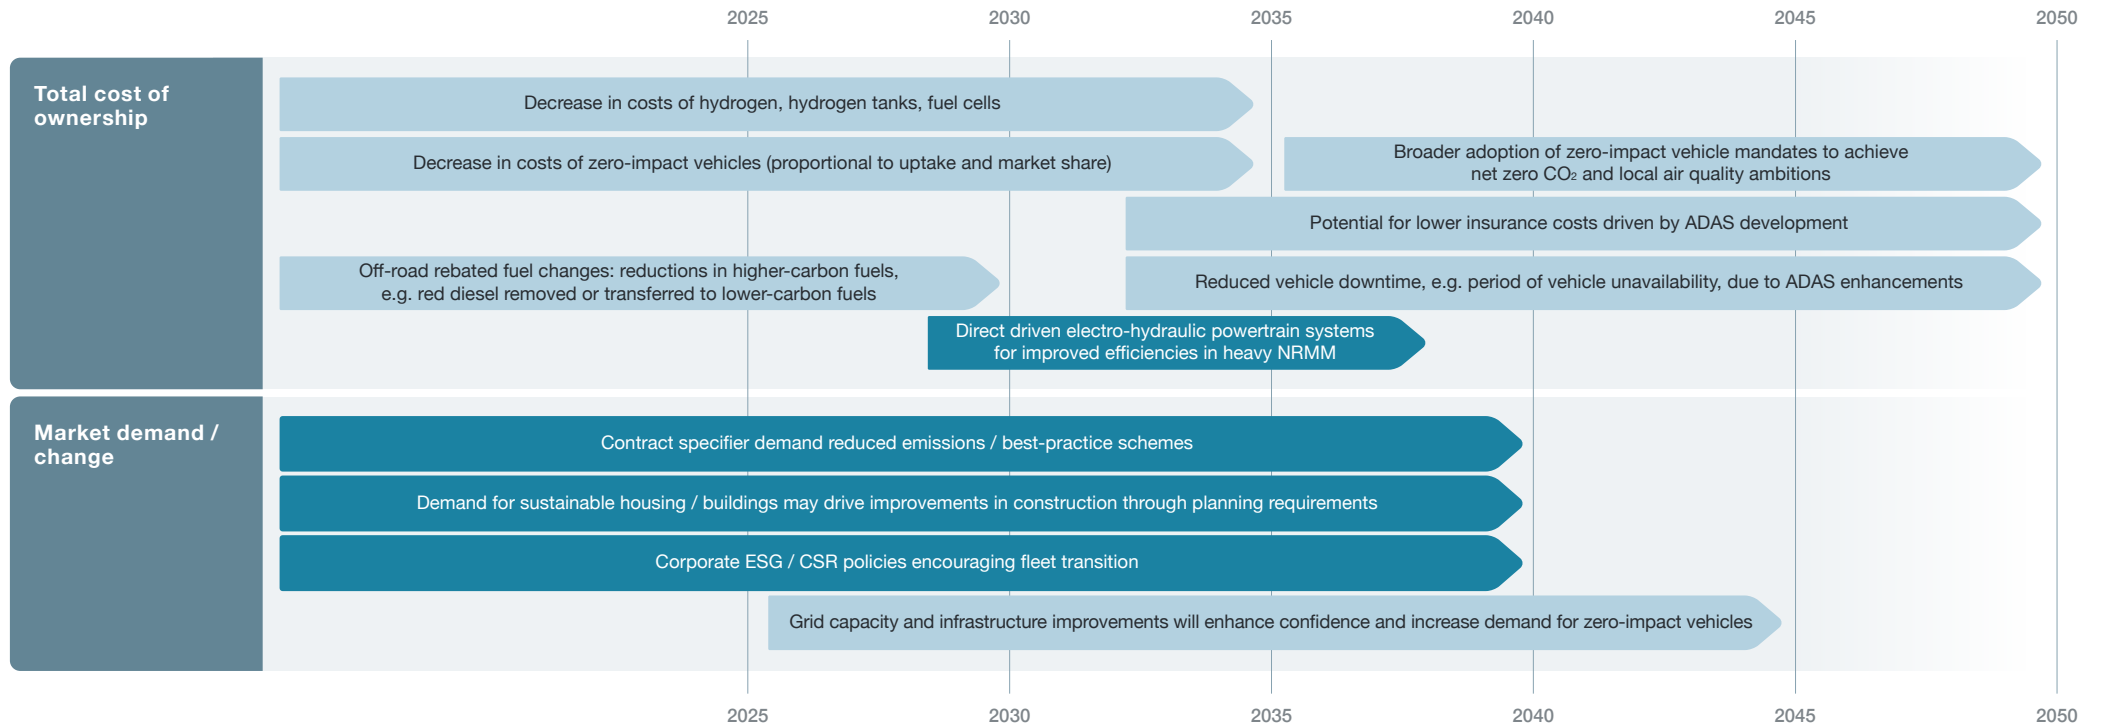 2025 2030 2035 2040 2045 2050
Total cost of
ownership
Decrease in costs of hydrogen, hydrogen tanks, fuel cells
Decrease in costs of zero-impact vehicles (proportional to uptake and market share)
Broader adoption of zero-impact vehicle mandates to achieve
net zero CO₂ and local air quality ambitions
Potential for lower insurance costs driven by ADAS development
Off-road rebated fuel changes: reductions in higher-carbon fuels,
e.g. red diesel removed or transferred to lower-carbon fuels
Reduced vehicle downtime, e.g. period of vehicle unavailability, due to ADAS enhancements
Direct driven electro-hydraulic powertrain systems
for improved efficiencies in heavy NRMM
Market demand /
change
Contract specifier demand reduced emissions / best-practice schemes
Demand for sustainable housing / buildings may drive improvements in construction through planning requirements
Corporate ESG / CSR policies encouraging fleet transition
Grid capacity and infrastructure improvements will enhance confidence and increase demand for zero-impact vehicles
2025 2030 2035 2040 2045 2050